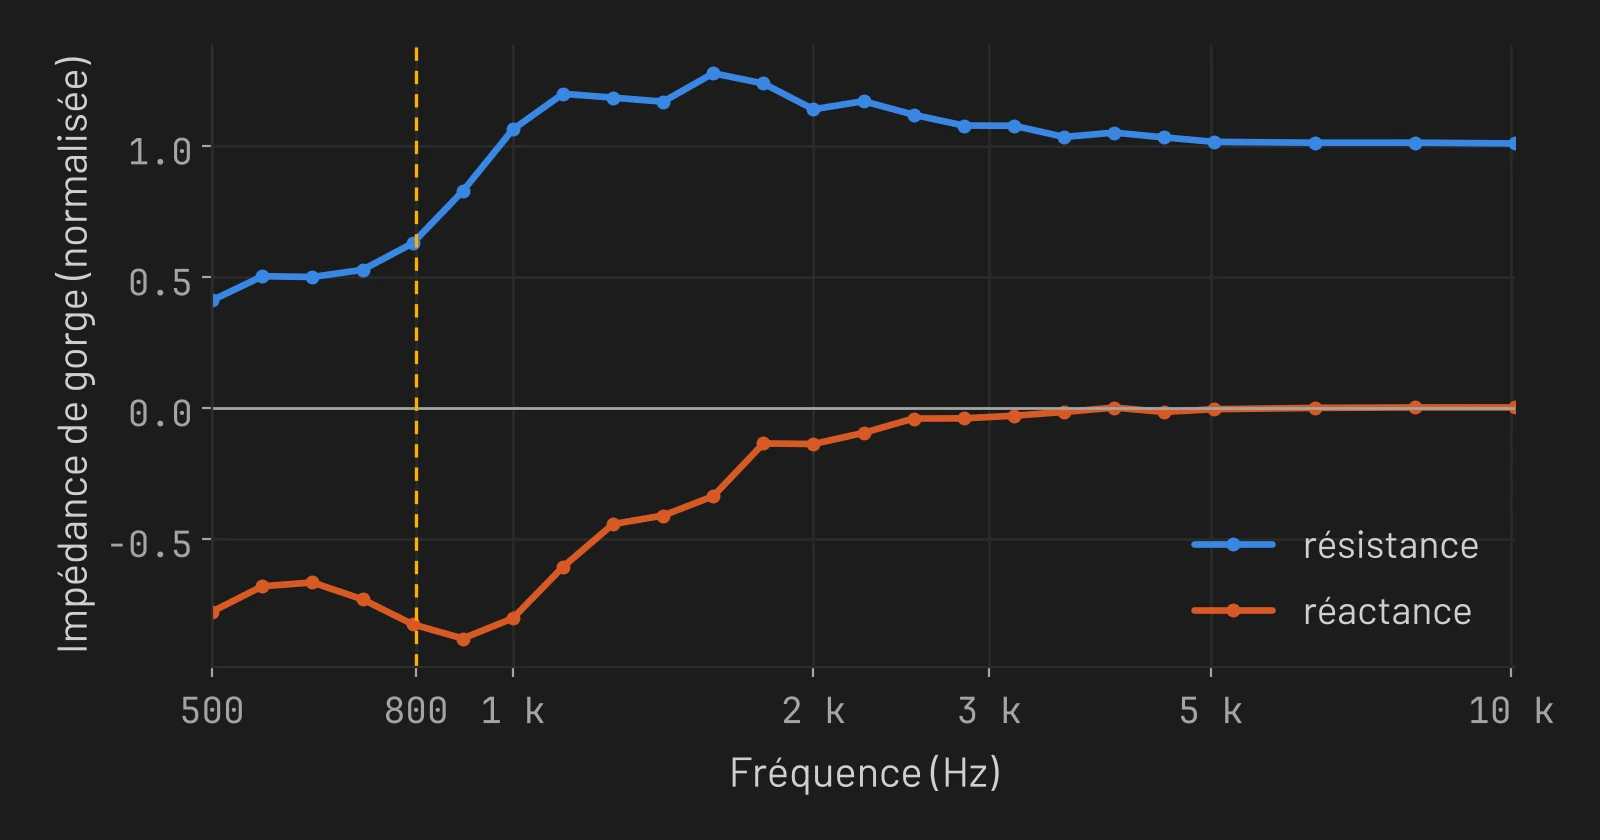 Impédance de gorge (normalisée)
1.0
0.5
0.0
-0.5
résistance
réactance
500 800 1 k 2 k 3 k 5 k 10 k
Fréquence (Hz)